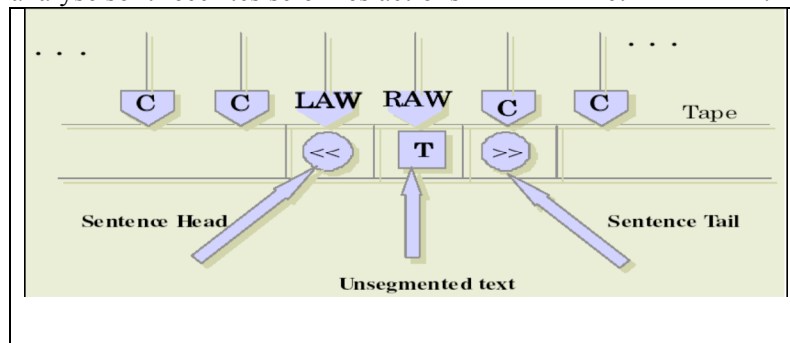 . . .
. . .
C C LAW RAW C C
Tape
<< T >>
Sentence Head
Sentence Tail
Unsegmented text